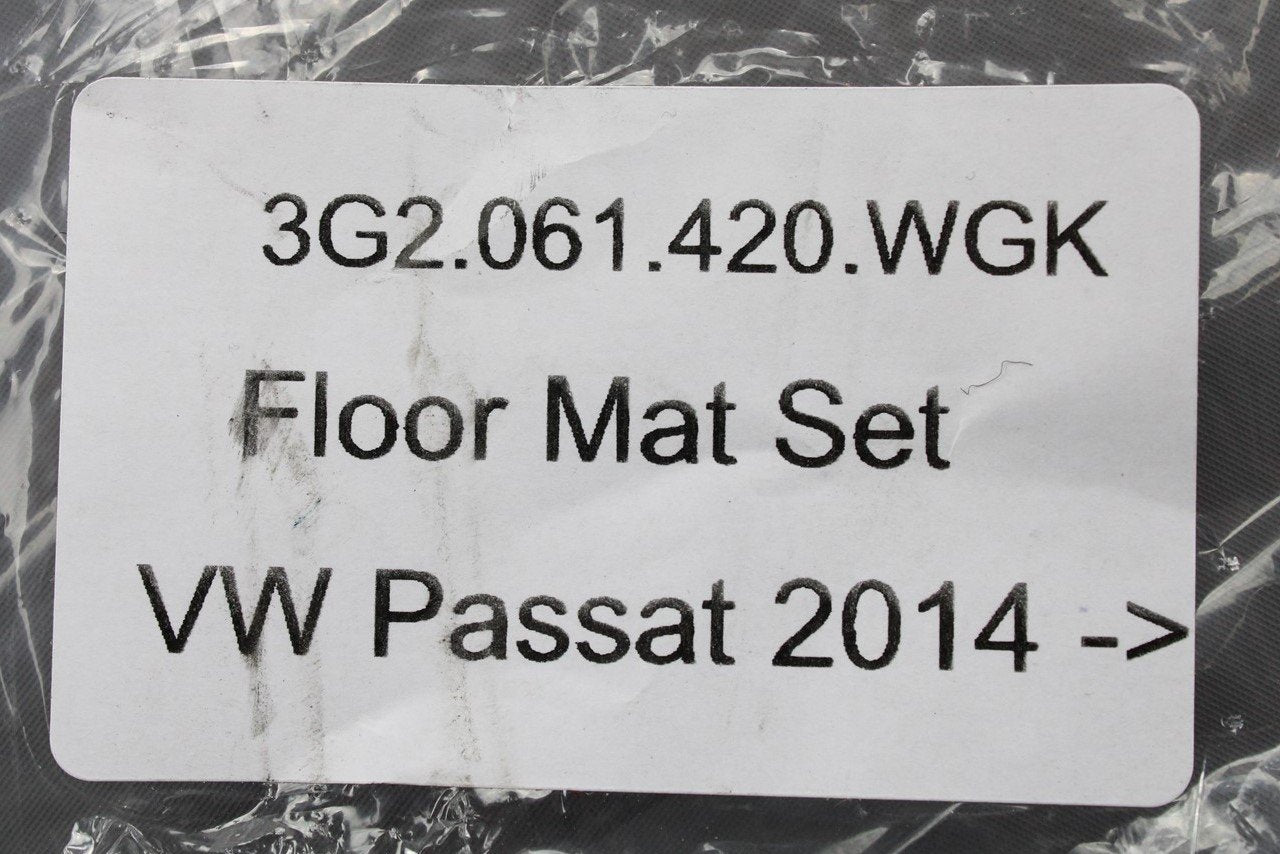 3G2.061.420.WGK
Floor Mat Set
VW Passat 2014 ->